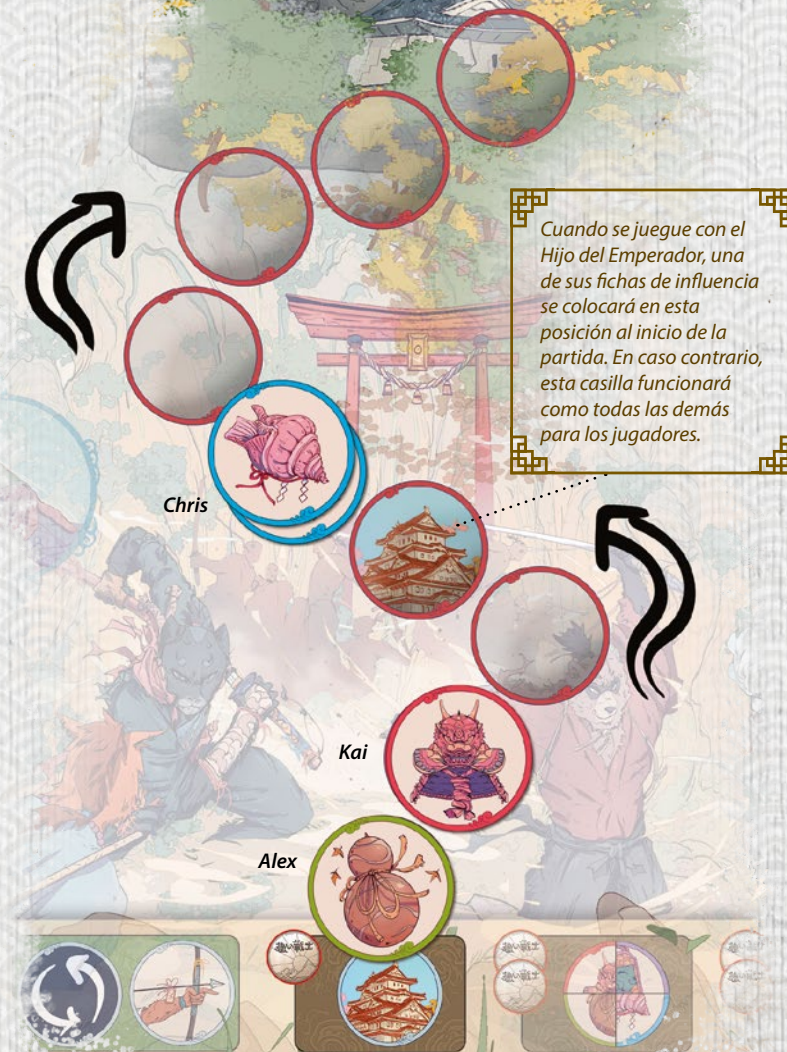 Cuando se juegue con el
Hijo del Emperador, una
de sus fichas de influencia
se colocará en esta
posición al inicio de la
partida. En caso contrario,
esta casilla funcionará
como todas las demás
para los jugadores.
Chris
Kai
Alex